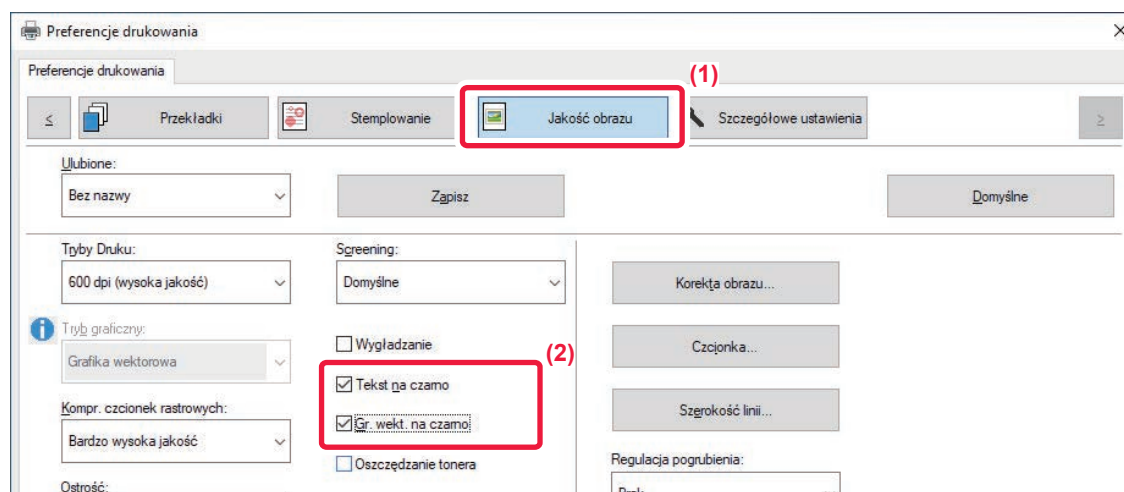 Preferencje drukowania
Preferencje drukowania
(1)
≤ Przekładki Stemplowanie Jakość obrazu Szczegółowe ustawienia ≥
Ulubione:
Bez nazwy Zapisz Domyślne
Tryby Druku: Screening:
600 dpi (wysoka jakość) Domyślne Korekta obrazu...
Tryb graficzny:
Grafika wektorowa Wygładzanie (2) Czcionka...
Tekst na czarno
Kompr. czcionek rastrowych: Gr. wekt. na czarno Szerokość linii...
Bardzo wysoka jakość
Oszczędzanie tonera Regulacja pogrubienia:
Ostrość: Brak